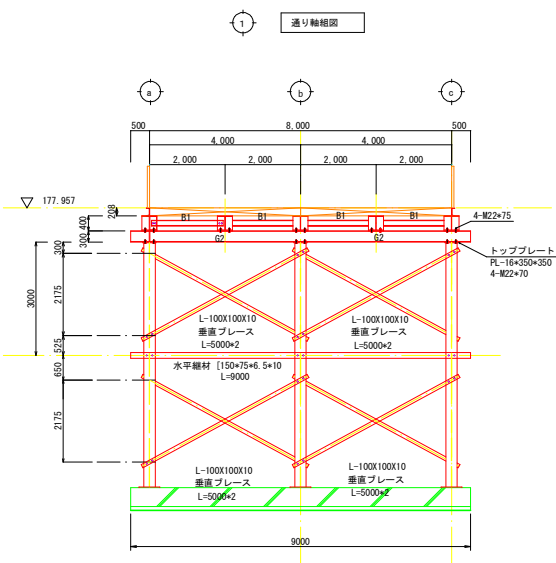 1 通り軸組図
a b c
500 8,000 500
4,000 4,000
2,000 2,000 2,000 2,000
177.957
208
B1 B1 B1 B1
4-M22*75
400
300
G2 G2
トッププレート
PL-16*350*350
4-M22*70
300
3000
2175
L-100X100X10
垂直ブレース
L=5000*2
L-100X100X10
垂直ブレース
L=5000*2
525
水平継材 [150*75*6.5*10
L=9000
650
2175
L-100X100X10
垂直ブレース
L=5000*2
L-100X100X10
垂直ブレース
L=5000*2
9000